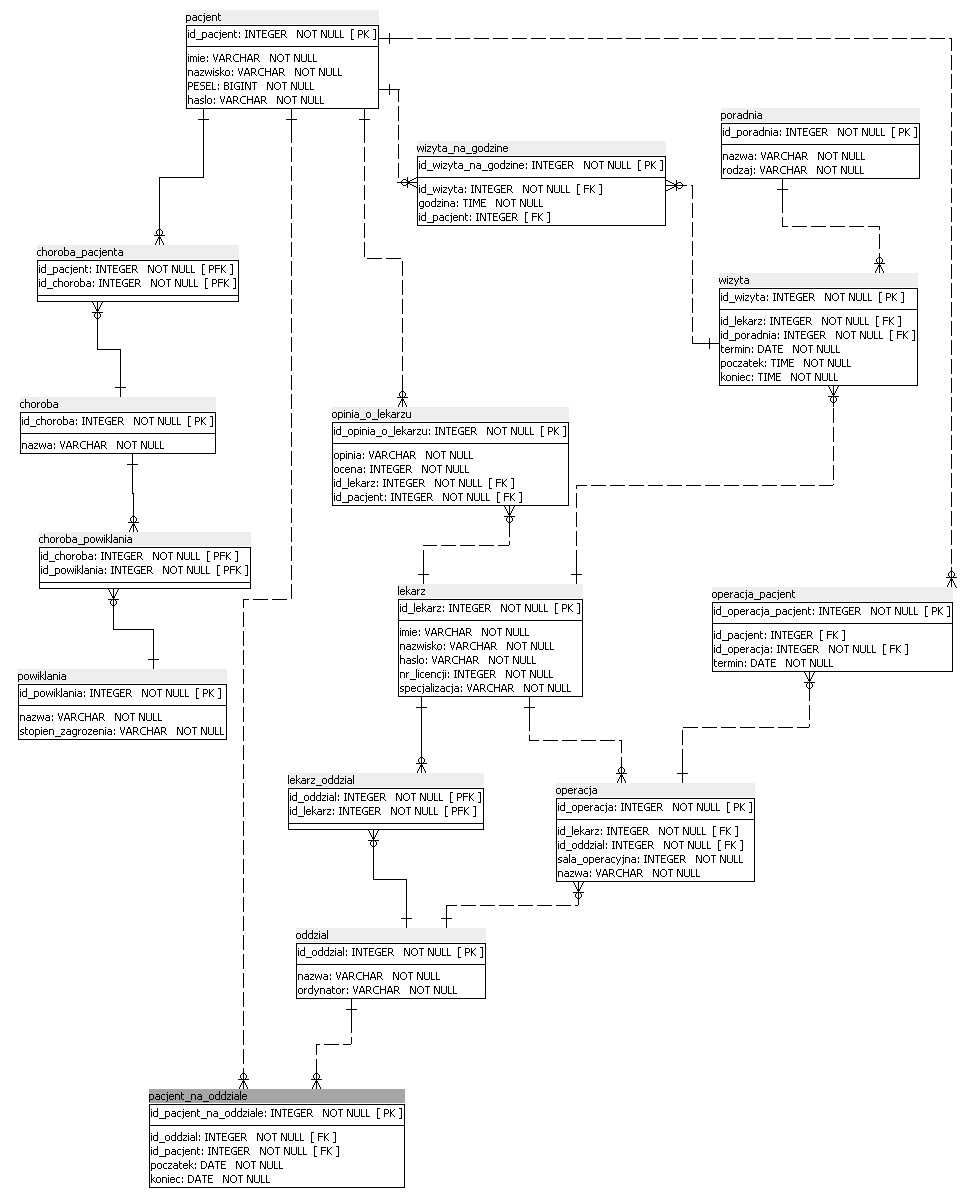 pacjent
id_pacjent: INTEGER NOT NULL [ PK ]
imie: VARCHAR NOT NULL
nazwisko: VARCHAR NOT NULL
PESEL: BIGINT NOT NULL
haslo: VARCHAR NOT NULL
poradnia
id_poradnia: INTEGER NOT NULL [ PK ]
nazwa: VARCHAR NOT NULL
rodzaj: VARCHAR NOT NULL
wizyta_na_godzine
id_wizyta_na_godzine: INTEGER NOT NULL [ PK ]
id_wizyta: INTEGER NOT NULL [ FK ]
godzina: TIME NOT NULL
id_pacjent: INTEGER [ FK ]
choroba_pacjenta
id_pacjent: INTEGER NOT NULL [ PFK ]
id_choroba: INTEGER NOT NULL [ PFK ]
wizyta
id_wizyta: INTEGER NOT NULL [ PK ]
id_lekarz: INTEGER NOT NULL [ FK ]
id_poradnia: INTEGER NOT NULL [ FK ]
termin: DATE NOT NULL
poczatek: TIME NOT NULL
koniec: TIME NOT NULL
choroba
id_choroba: INTEGER NOT NULL [ PK ]
nazwa: VARCHAR NOT NULL
opinia_o_lekarzu
id_opinia_o_lekarzu: INTEGER NOT NULL [ PK ]
opinia: VARCHAR NOT NULL
ocena: INTEGER NOT NULL
id_lekarz: INTEGER NOT NULL [ FK ]
id_pacjent: INTEGER NOT NULL [ FK ]
choroba_powiklania
id_choroba: INTEGER NOT NULL [ PFK ]
id_powiklania: INTEGER NOT NULL [ PFK ]
lekarz
id_lekarz: INTEGER NOT NULL [ PK ]
imie: VARCHAR NOT NULL
nazwisko: VARCHAR NOT NULL
haslo: VARCHAR NOT NULL
nr_licencji: INTEGER NOT NULL
specjalizacja: VARCHAR NOT NULL
operacja_pacjent
id_operacja_pacjent: INTEGER NOT NULL [ PK ]
id_pacjent: INTEGER [ FK ]
id_operacja: INTEGER NOT NULL [ FK ]
termin: DATE NOT NULL
powiklania
id_powiklania: INTEGER NOT NULL [ PK ]
nazwa: VARCHAR NOT NULL
stopien_zagrozenia: VARCHAR NOT NULL
lekarz_oddzial
id_oddzial: INTEGER NOT NULL [ PFK ]
id_lekarz: INTEGER NOT NULL [ PFK ]
operacja
id_operacja: INTEGER NOT NULL [ PK ]
id_lekarz: INTEGER NOT NULL [ FK ]
id_oddzial: INTEGER NOT NULL [ FK ]
sala_operacyjna: INTEGER NOT NULL
nazwa: VARCHAR NOT NULL
oddzial
id_oddzial: INTEGER NOT NULL [ PK ]
nazwa: VARCHAR NOT NULL
ordynator: VARCHAR NOT NULL
pacjent_na_oddziale
id_pacjent_na_oddziale: INTEGER NOT NULL [ PK ]
id_oddzial: INTEGER NOT NULL [ FK ]
id_pacjent: INTEGER NOT NULL [ FK ]
poczatek: DATE NOT NULL
koniec: DATE NOT NULL